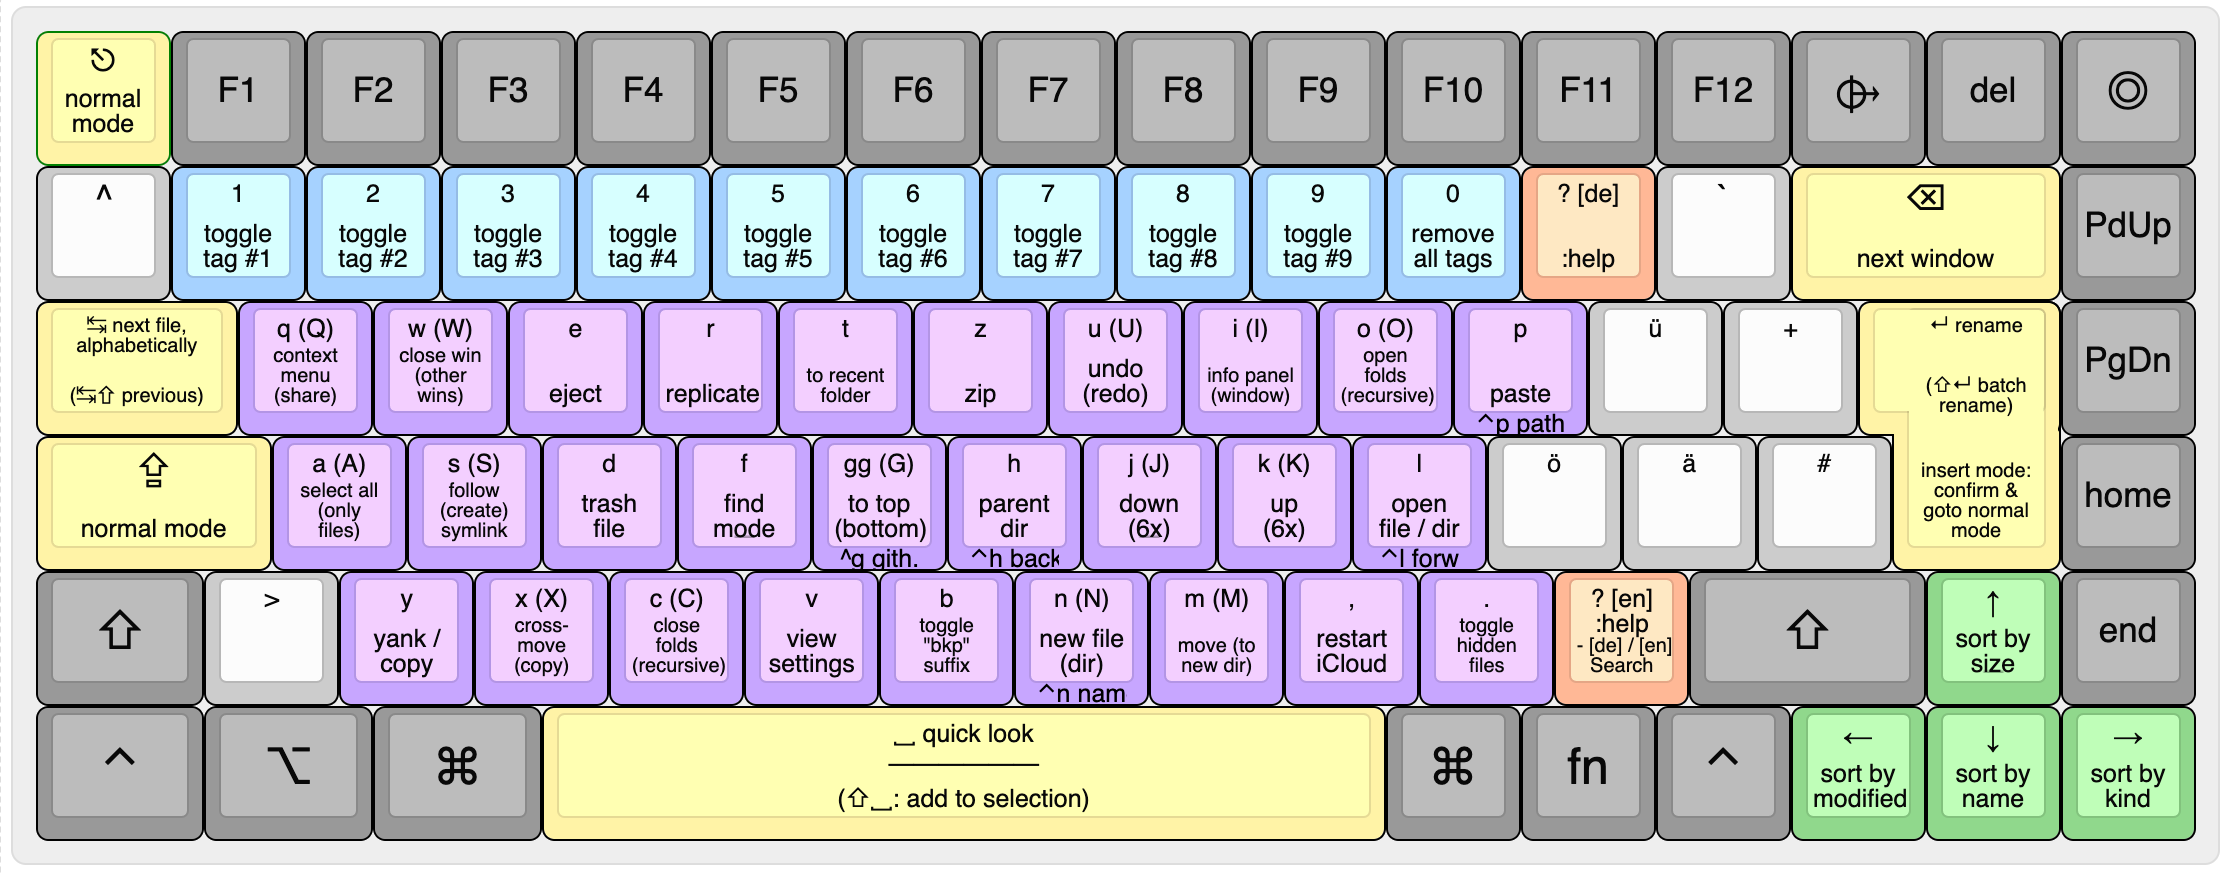 ⎋
normal
mode
F1
F2
F3
F4
F5
F6
F7
F8
F9
F10
F11
F12
del
◎
^
1
toggle
tag #1
2
toggle
tag #2
3
toggle
tag #3
4
toggle
tag #4
5
toggle
tag #5
6
toggle
tag #6
7
toggle
tag #7
8
toggle
tag #8
9
toggle
tag #9
0
remove
all tags
? [de]
:help
`
⌫
next window
PdUp
↹ next file,
alphabetically
(↹⇧ previous)
q (Q)
context
menu
(share)
w (W)
close win
(other
wins)
e
eject
r
replicate
t
to recent
folder
z
zip
u (U)
undo
(redo)
i (I)
info panel
(window)
o (O)
open
folds
(recursive)
p
paste
^p path
ü
+
↵ rename
(⇧↵ batch
rename)
insert mode:
confirm &
goto normal
mode
PgDn
⇪
normal mode
a (A)
select all
(only
files)
s (S)
follow
(create)
symlink
d
trash
file
f
find
mode
gg (G)
to top
(bottom)
^g gith.
h
parent
dir
^h back
j (J)
down
(6x)
k (K)
up
(6x)
l
open
file / dir
^l forw
ö
ä
#
home
⇧
>
y
yank /
copy
x (X)
cross-
move
(copy)
c (C)
close
folds
(recursive)
v
view
settings
b
toggle
"bkp"
suffix
n (N)
new file
(dir)
^n nam
m (M)
move (to
new dir)
,
restart
iCloud
.
toggle
hidden
files
? [en]
:help
- [de] / [en]
Search
⇧
↑
sort by
size
end
^
⌥
⌘
⎵ quick look
(⇧⎵: add to selection)
⌘
fn
^
←
sort by
modified
↓
sort by
name
→
sort by
kind